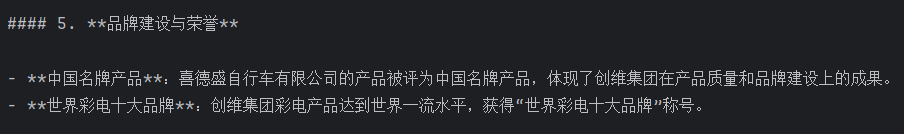 #### 5. **品牌建设与荣誉**
- **中国名牌产品**：喜德盛自行车有限公司的产品被评为中国名牌产品，体现了创维集团在产品质量和品牌建设上的成果。
- **世界彩电十大品牌**：创维集团彩电产品达到世界一流水平，获得“世界彩电十大品牌”称号。